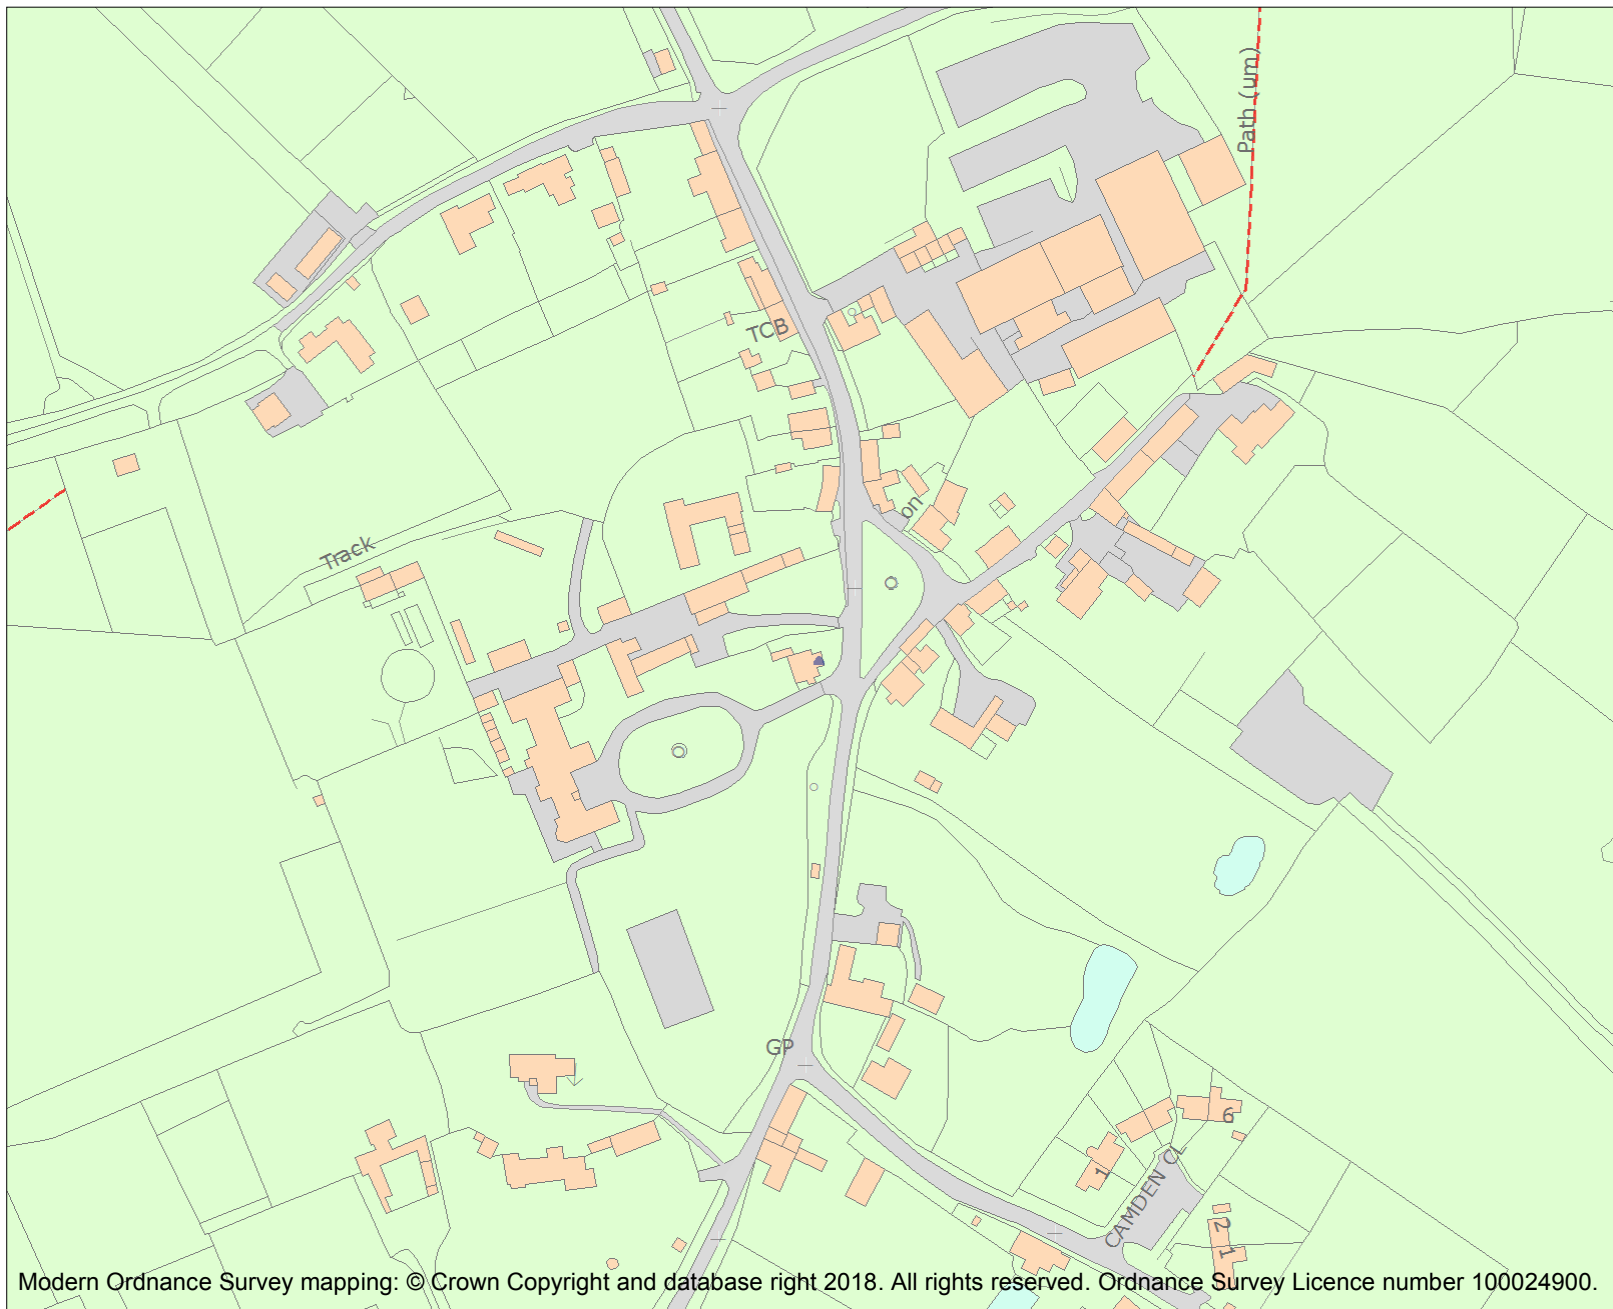 Path (um)
TCB
on
Track
GP
6
1
CAMDEN CL
2
1
Modern Ordnance Survey mapping: © Crown Copyright and database right 2018. All rights reserved. Ordnance Survey Licence number 100024900.